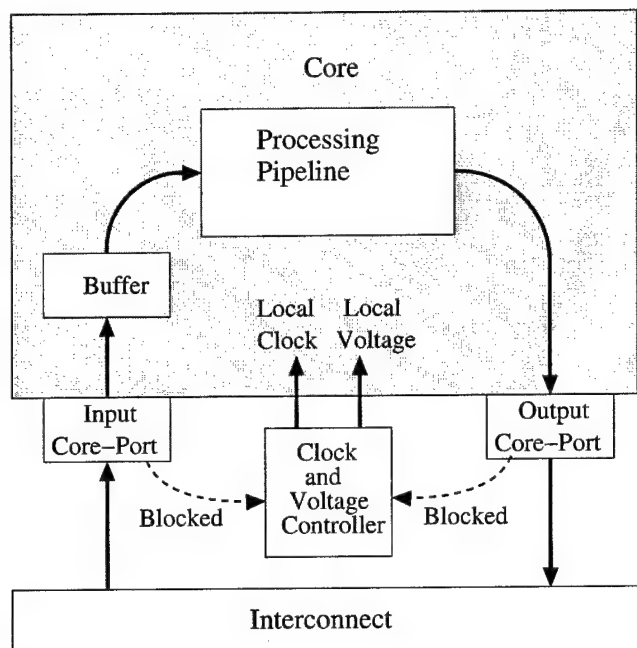 Core
Processing
Pipeline
Buffer
Local
Clock
Local
Voltage
Input
Core–Port
Output
Core–Port
Clock
and
Voltage
Controller
Blocked
Blocked
Interconnect